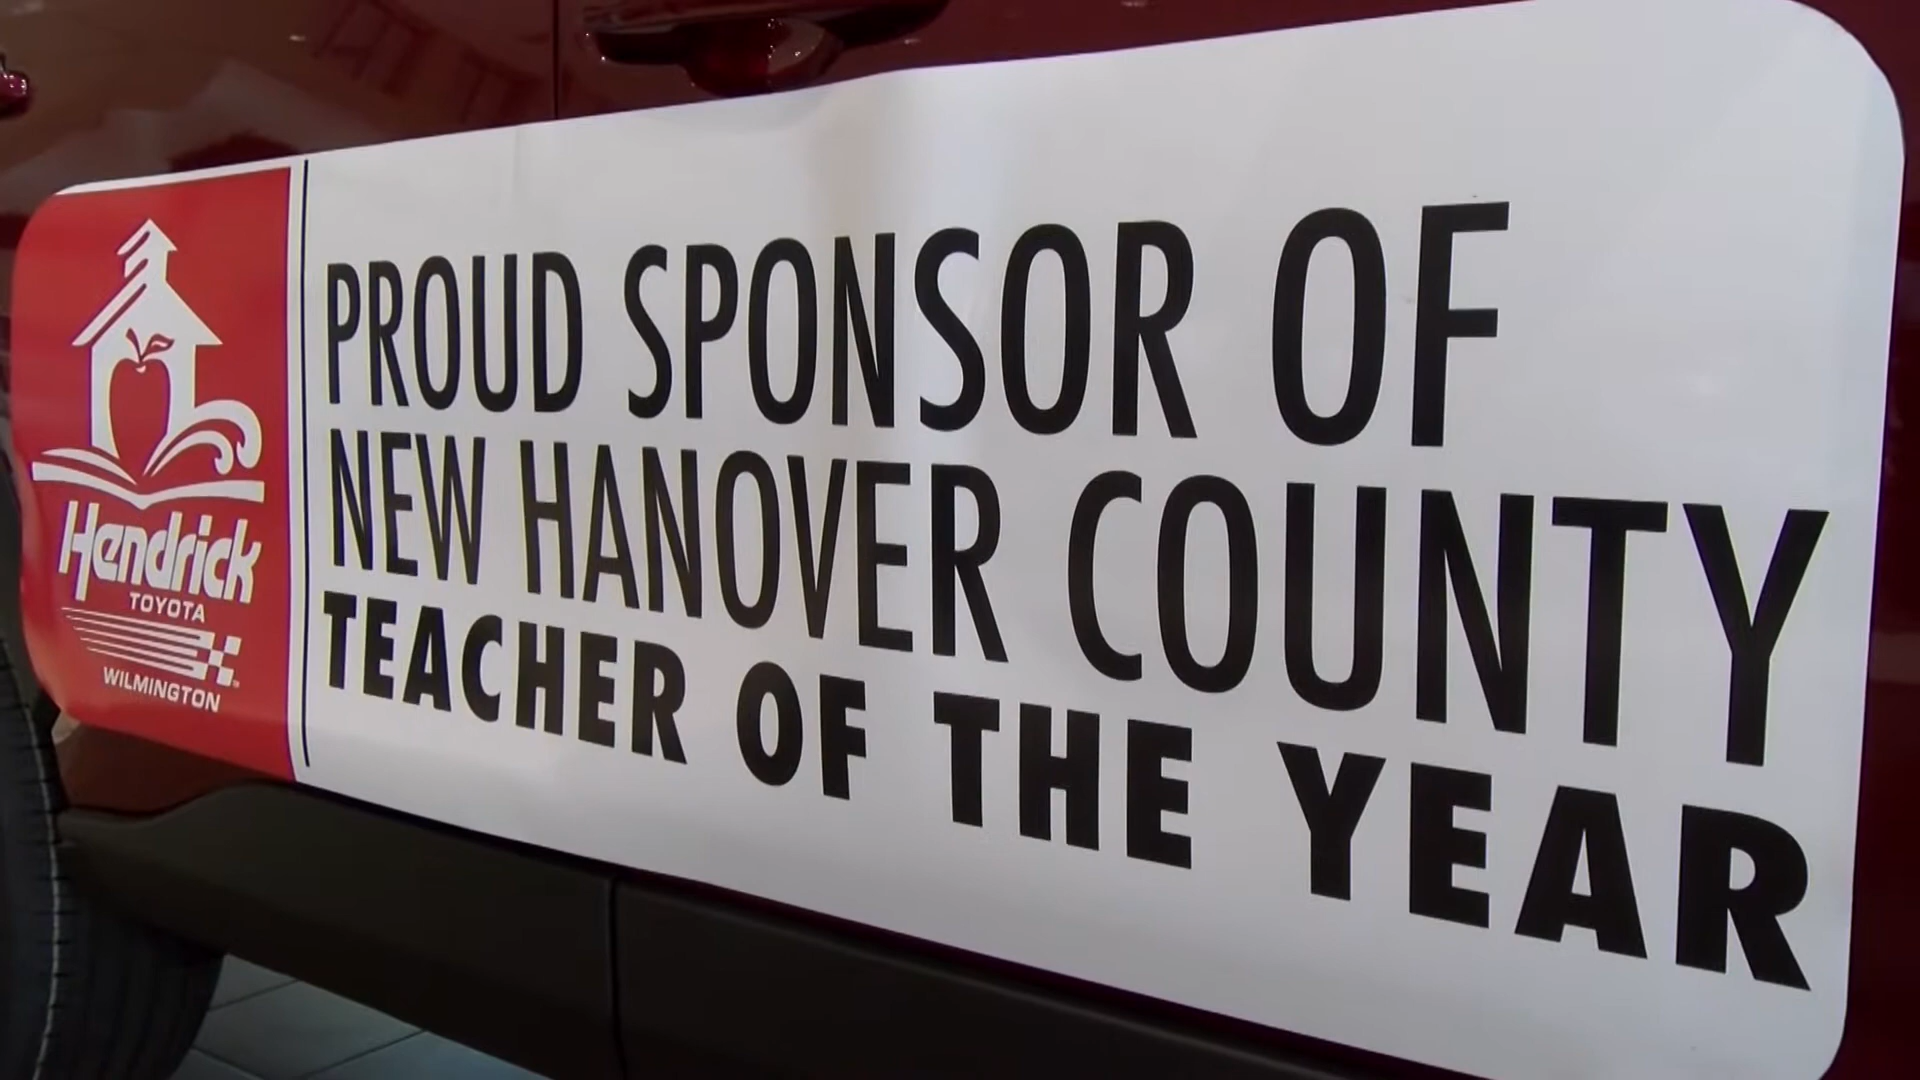 Hendrick
TOYOTA
WILMINGTON
PROUD SPONSOR OF
NEW HANOVER COUNTY
TEACHER OF THE YEAR